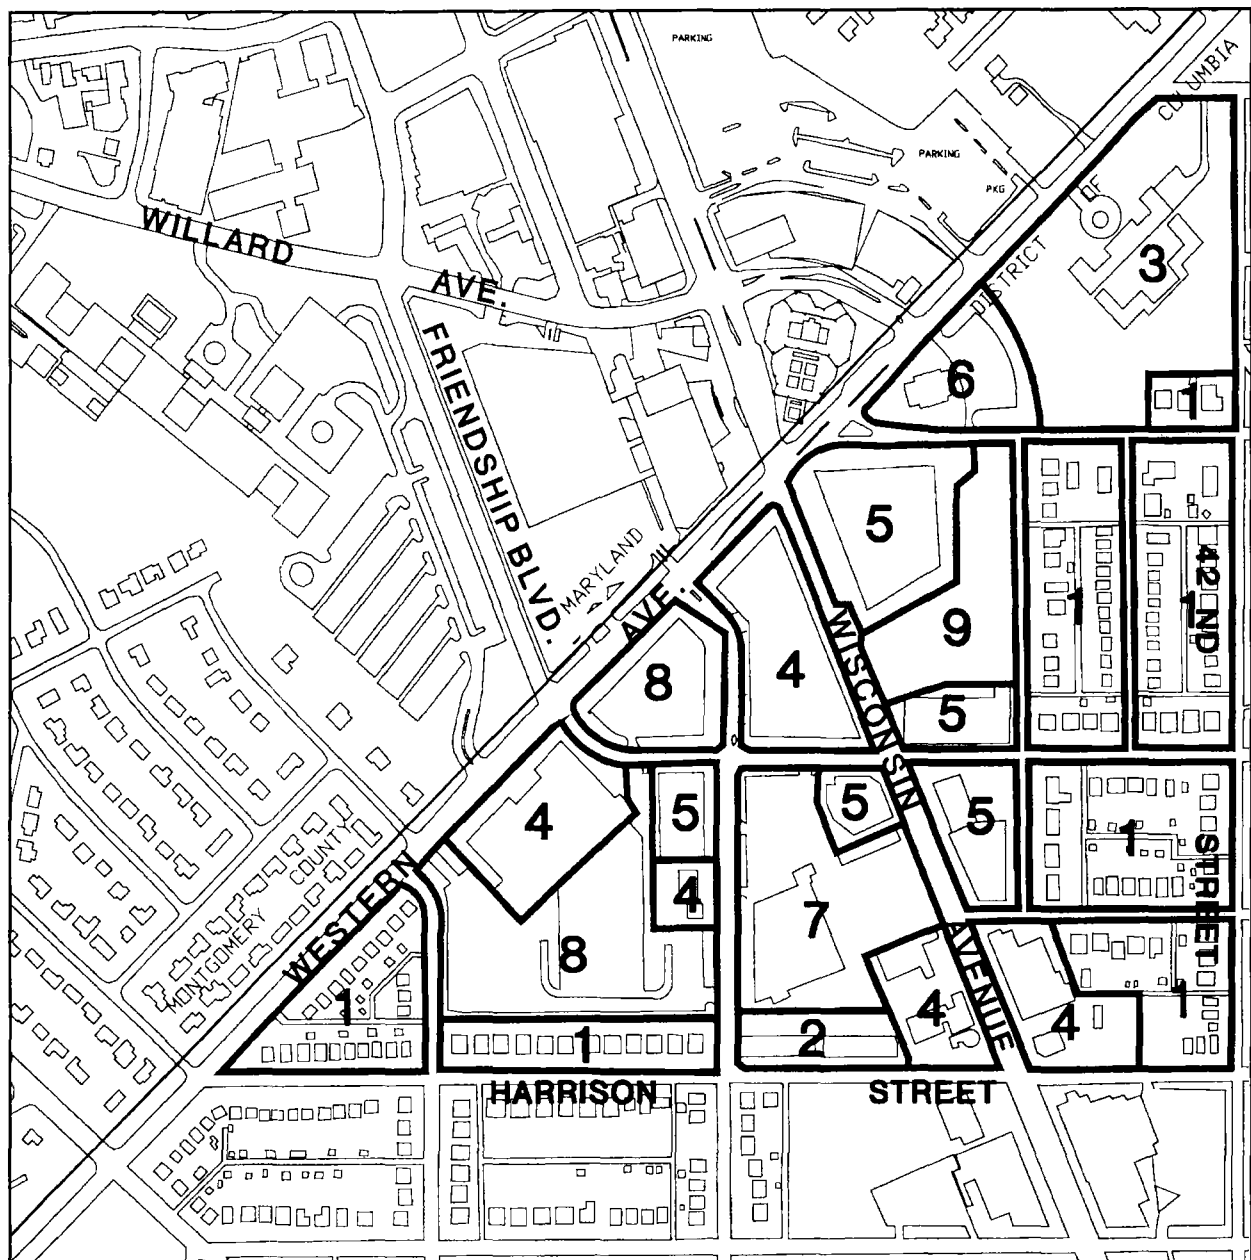 PARKING
COLUMBIA
PARKING
PKG
OF
DISTRICT
WILLARD
AVE.
3
6
1
FRIENDSHIP BLVD.
MARYLAND
AVE.
5
9
1
1
42 ND
WISCONSIN
8
4
5
4
5
5
5
1
STREET
COUNTY
MONTGOMERY
WESTERN
4
7
8
AVENUE
1
4
4
1
1
2
HARRISON
STREET